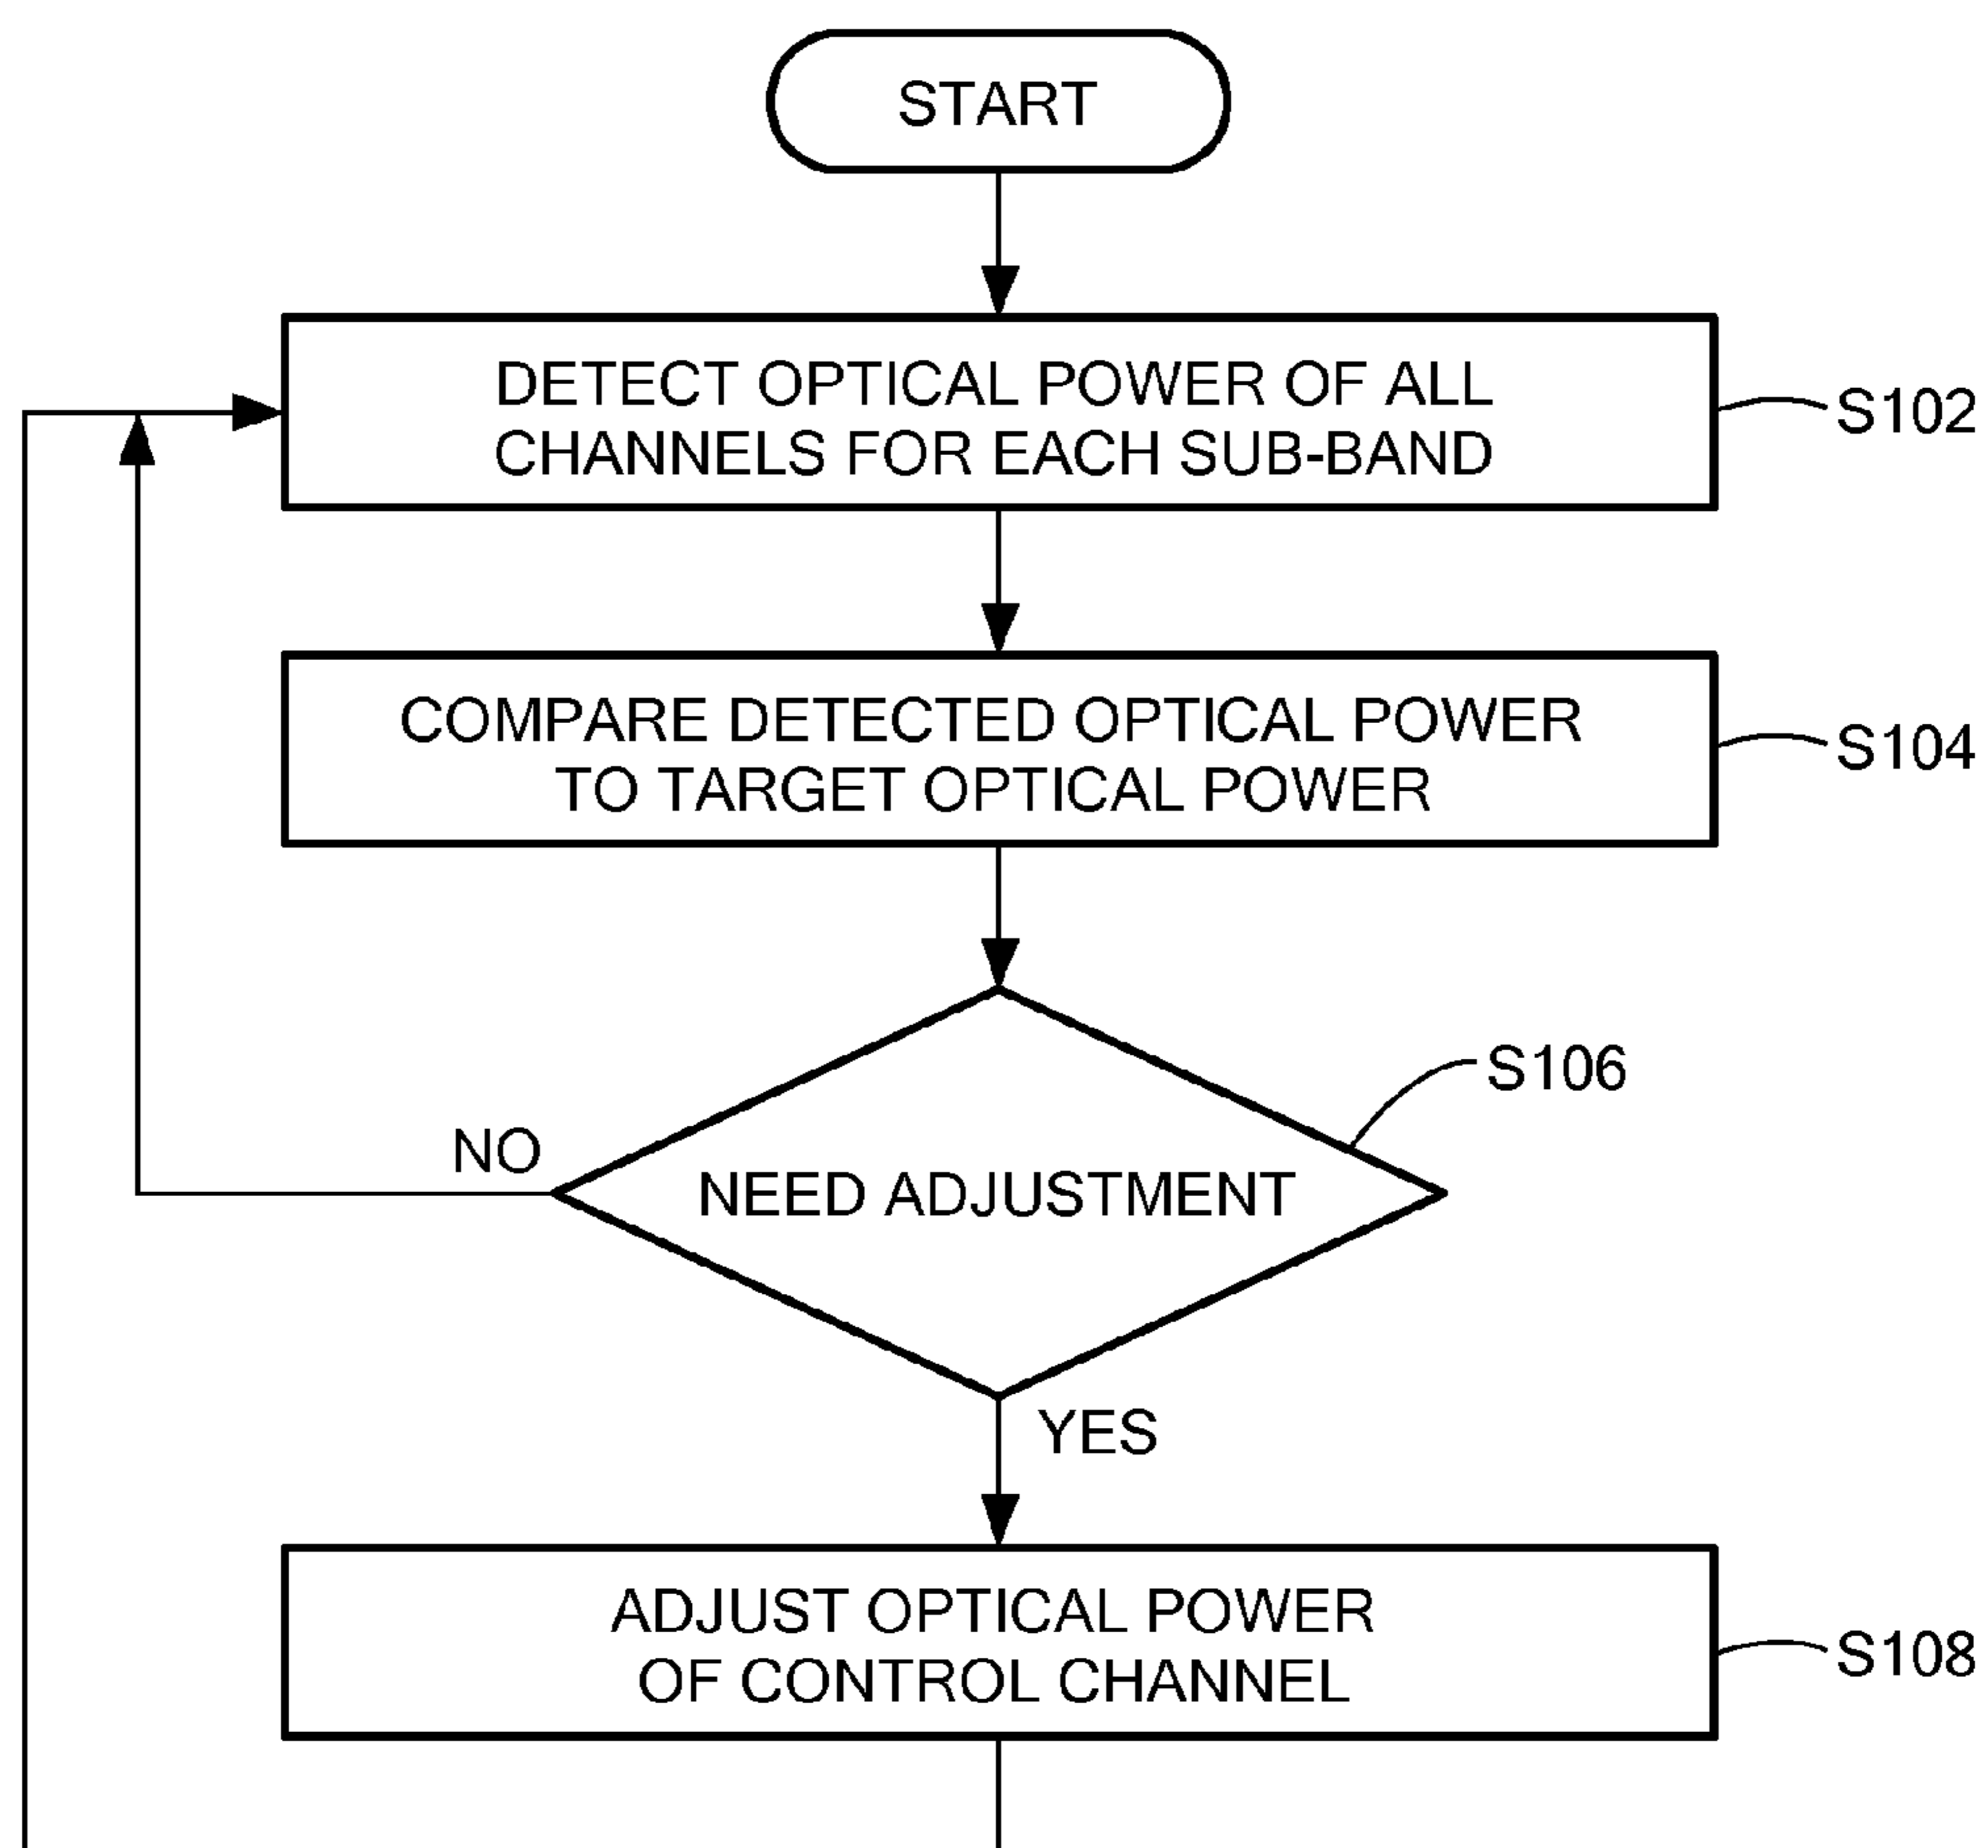 START
DETECT OPTICAL POWER OF ALL
CHANNELS FOR EACH SUB-BAND
S102
COMPARE DETECTED OPTICAL POWER
TO TARGET OPTICAL POWER
S104
S106
NO
NEED ADJUSTMENT
YES
ADJUST OPTICAL POWER
OF CONTROL CHANNEL
S108